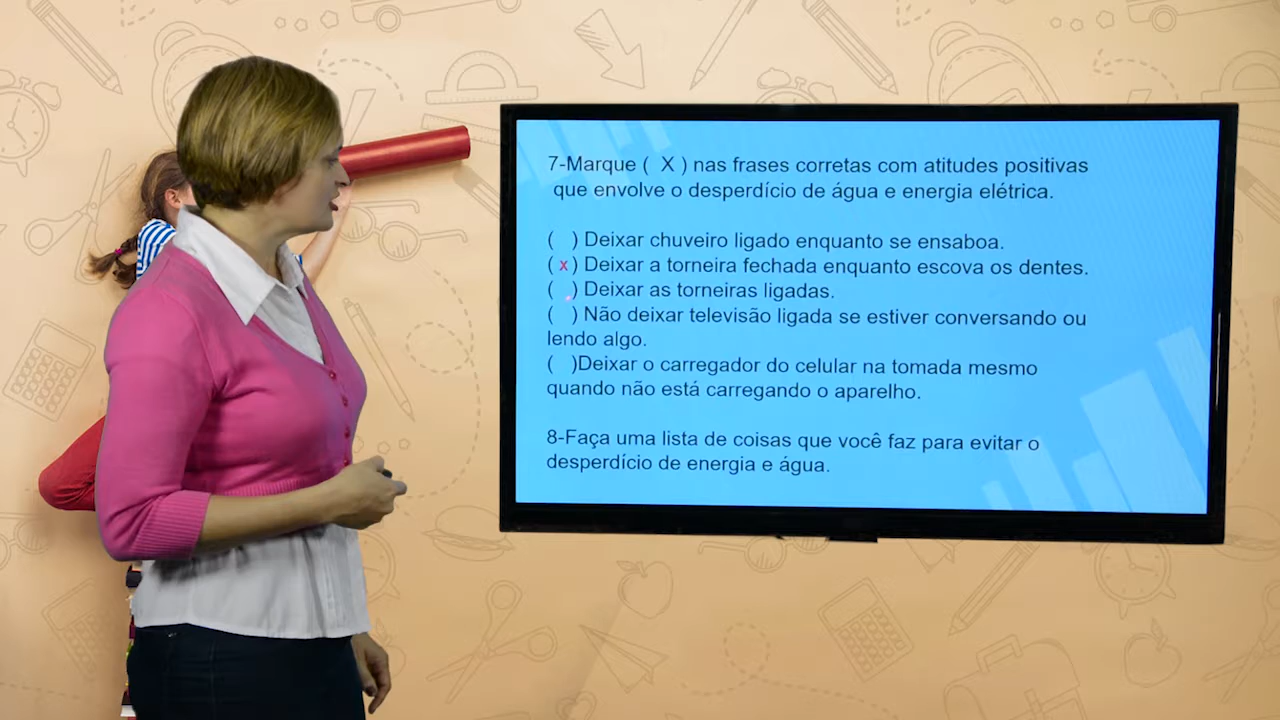 7-Marque ( X ) nas frases corretas com atitudes positivas
que envolve o desperdício de água e energia elétrica.
( ) Deixar chuveiro ligado enquanto se ensaboa.
( x ) Deixar a torneira fechada enquanto escova os dentes.
( ) Deixar as torneiras ligadas.
( ) Não deixar televisão ligada se estiver conversando ou
lendo algo.
( )Deixar o carregador do celular na tomada mesmo
quando não está carregando o aparelho.
8-Faça uma lista de coisas que você faz para evitar o
desperdício de energia e água.